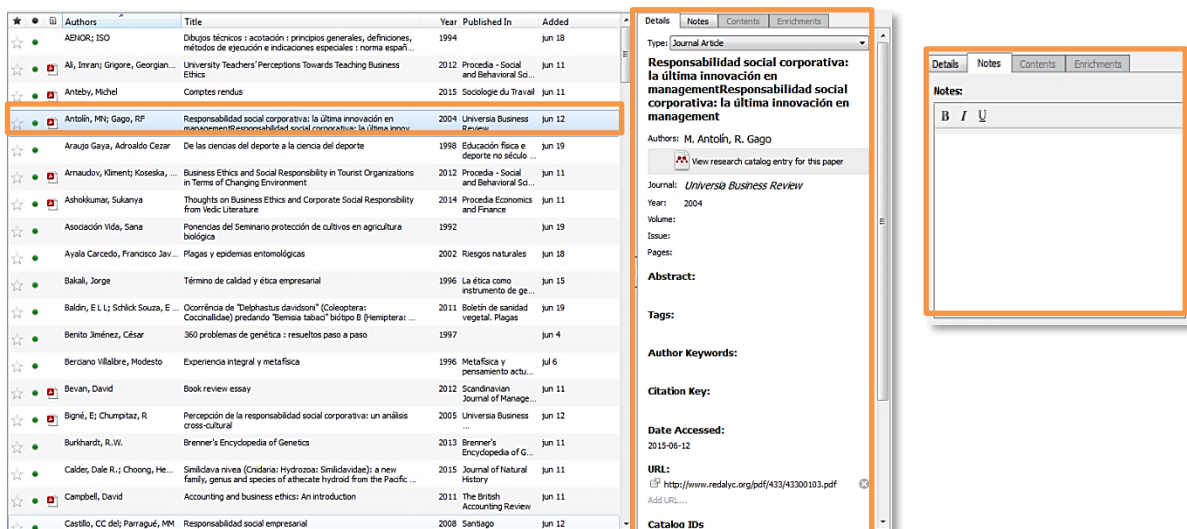 Authors Title Year Published In Added
AENOR; ISO Dibujos técnicos : acotación : principios generales, definiciones, 1994 jun 18
métodos de ejecución e indicaciones especiales : norma españ...
Ali, Imran; Grigore, Georgian... University Teachers' Perceptions Towards Teaching Business 2012 Procedia - Social jun 11
Ethics and Behavioral Sci...
Anteby, Michel Comptes rendus 2015 Sociologie du Travail jun 11
Antolín, MN; Gago, RF Responsabilidad social corporativa: la última innovación en 2004 Universia Business jun 12
managementResponsabilidad social corporativa: la última innov Review
Araujo Gaya, Adroaldo Cezar De las ciencias del deporte a la ciencia del deporte 1998 Educación física e jun 19
deporte no século ...
Arnaudov, Kliment; Koseska, ... Business Ethics and Social Responsibility in Tourist Organizations 2012 Procedia - Social jun 11
in Terms of Changing Environment and Behavioral Sci...
Ashokkumar, Sukanya Thoughts on Business Ethics and Corporate Social Responsibility 2014 Procedia Economics jun 11
from Vedic Literature and Finance
Asociación Vida, Sana Ponencias del Seminario protección de cultivos en agricultura 1992 jun 19
biológica
Ayala Carcedo, Francisco Jav... Plagas y epidemias entomológicas 2002 Riesgos naturales jun 18
Bakali, Jorge Término de calidad y ética empresarial 1996 La ética como jun 15
instrumento de ge...
Baldin, E L L; Schlick Souza, E ... Ocorrência de "Delphastus davidsoni" (Coleoptera: 2011 Boletín de sanidad jun 19
Coccinallidae) predando "Bemisia tabaci" biótipo B (Hemiptera: ... vegetal. Plagas
Benito Jiménez, César 360 problemas de genética : resueltos paso a paso 1997 jun 4
Berciano Villalibre, Modesto Experiencia integral y metafísica 1996 Metafísica y jul 6
pensamiento actu...
Bevan, David Book review essay 2012 Scandinavian jun 11
Journal of Manage...
Bigné, E; Chumpitaz, R Percepción de la responsabilidad social corporativa: un análisis 2005 Universia Business jun 12
cross-cultural ...
Burkhardt, R.W. Brenner's Encyclopedia of Genetics 2013 Brenner's jun 11
Encyclopedia of G...
Calder, Dale R.; Choong, He... Similidava nivea (Cnidaria: Hydrozoa: Similidavidae): a new 2015 Journal of Natural jun 11
family, genus and species of athecate hydroid from the Pacific ... History
Campbell, David Accounting and business ethics: An introduction 2011 The British jun 11
Accounting Review
Castillo, CC del; Parragué, MM Responsabilidad social empresarial 2008 Santiago jun 12
Details Notes Contents Enrichments
Type: Journal Article
Responsabilidad social corporativa:
la última innovación en
managementResponsabilidad social
corporativa: la última innovación en
management
Authors: M. Antolín, R. Gago
View research catalog entry for this paper
Journal: Universia Business Review
Year: 2004
Volume:
Issue:
Pages:
Abstract:
Tags:
Author Keywords:
Citation Key:
Date Accessed:
2015-06-12
URL:
http://www.redalyc.org/pdf/433/43300103.pdf
Add URL...
Catalog IDs
Details Notes Contents Enrichments
Notes:
B I U